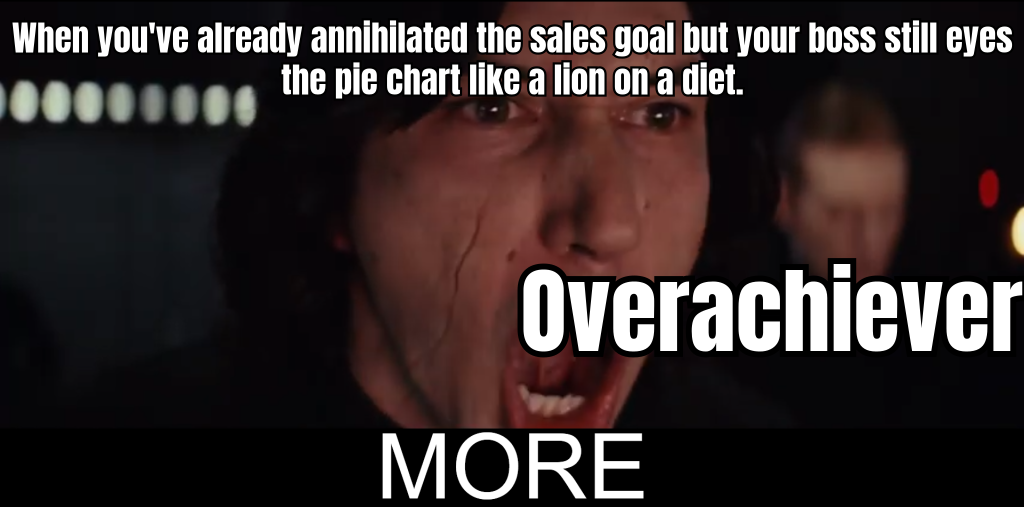 When you've already annihilated the sales goal but your boss still eyes
the pie chart like a lion on a diet.
Overachiever
MORE